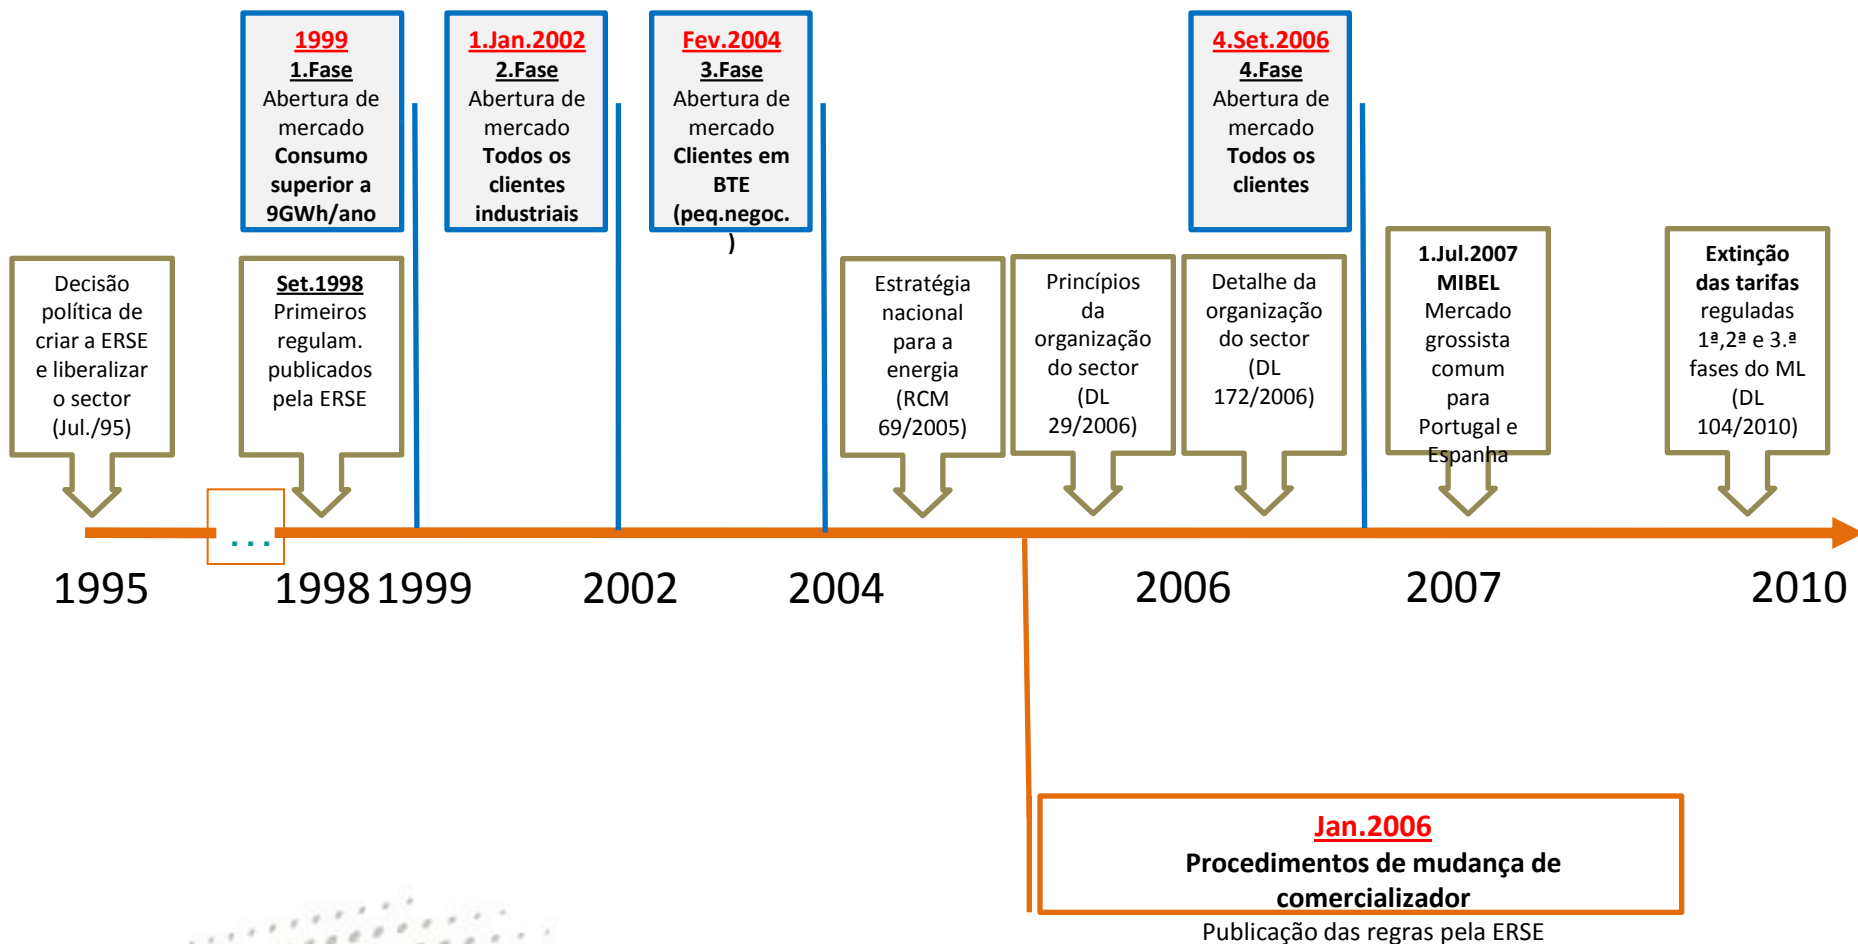 1999
1.Fase
Abertura de
mercado
Consumo
superior a
9GWh/ano
1.Jan.2002
2.Fase
Abertura de
mercado
Todos os
clientes
industriais
Fev.2004
3.Fase
Abertura de
mercado
Clientes em
BTE
(peq.negoc.
)
4.Set.2006
4.Fase
Abertura de
mercado
Todos os
clientes
Decisão
política de
criar a ERSE
e liberalizar
o sector
(Jul./95)
Set.1998
Primeiros
regulam.
publicados
pela ERSE
Estratégia
nacional
para a
energia
(RCM
69/2005)
Princípios
da
organização
do sector
(DL
29/2006)
Detalhe da
organização
do sector
(DL
172/2006)
1.Jul.2007
MIBEL
Mercado
grossista
comum
para
Portugal e
Espanha
Extinção
das tarifas
reguladas
1ª,2ª e 3.ª
fases do ML
(DL
104/2010)
...
1995
1998
1999
2002
2004
2006
2007
2010
Jan.2006
Procedimentos de mudança de
comercializador
Publicação das regras pela ERSE